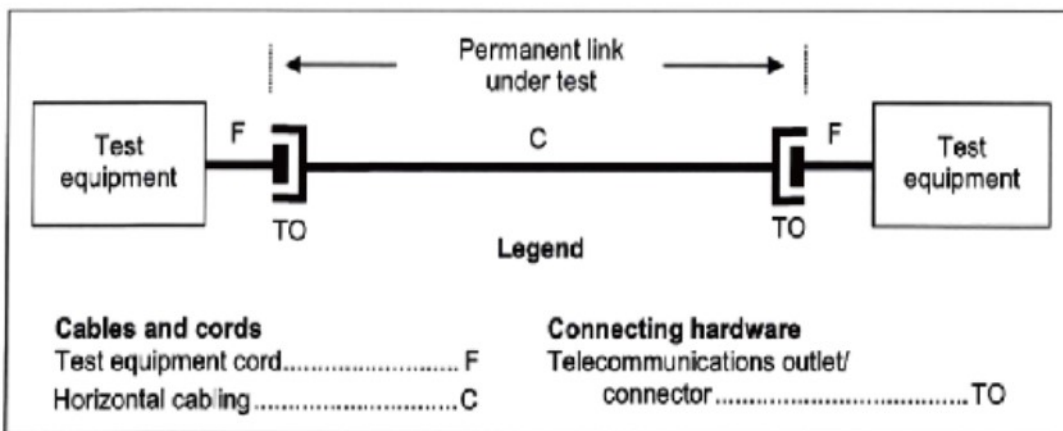 Permanent link
under test
Test
equipment
F
C
F
Test
equipment
TO
TO
Legend
Cables and cords
Test equipment cord............................ F
Horizontal cabling .............................C
Connecting hardware
Telecommunications outlet/
connector....................................TO